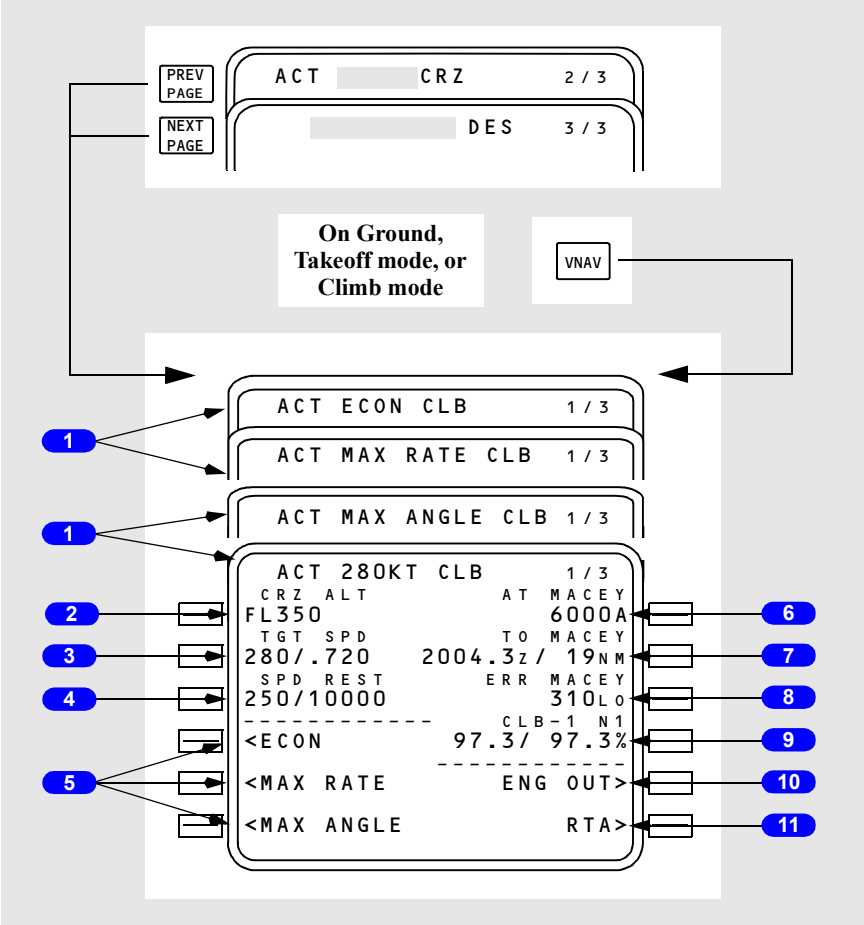 PREV
PAGE
ACT CRZ 2/3
NEXT
PAGE
DES 3/3
On Ground,
Takeoff mode, or
Climb mode
VNAV
ACT ECON CLB 1/3
1
ACT MAX RATE CLB 1/3
ACT MAX ANGLE CLB 1/3
1
ACT 280KT CLB 1/3
CRZ ALT AT MACEY
2 FL350 6000A 6
TGT SPD TO MACEY
3 280/.720 2004.3Z/ 19NM 7
SPD REST ERR MACEY
4 250/10000 310LO 8
------------ CLB-1 N1
<ECON 97.3/ 97.3% 9
------------
5 <MAX RATE ENG OUT> 10
<MAX ANGLE RTA> 11